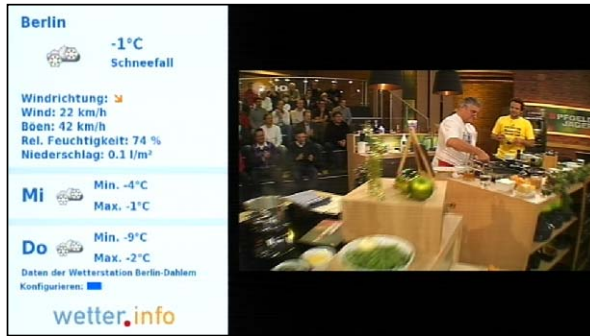 Berlin
-1°C
Schneefall
Windrichtung:
Wind: 22 km/h
Böen: 42 km/h
Rel. Feuchtigkeit: 74 %
Niederschlag: 0.1 l/m²
Mi
Min. -4°C
Max. -1°C
Do
Min. -9°C
Max. -2°C
Daten der Wetterstation Berlin-Dahlem
Konfigurieren:
wetter.info